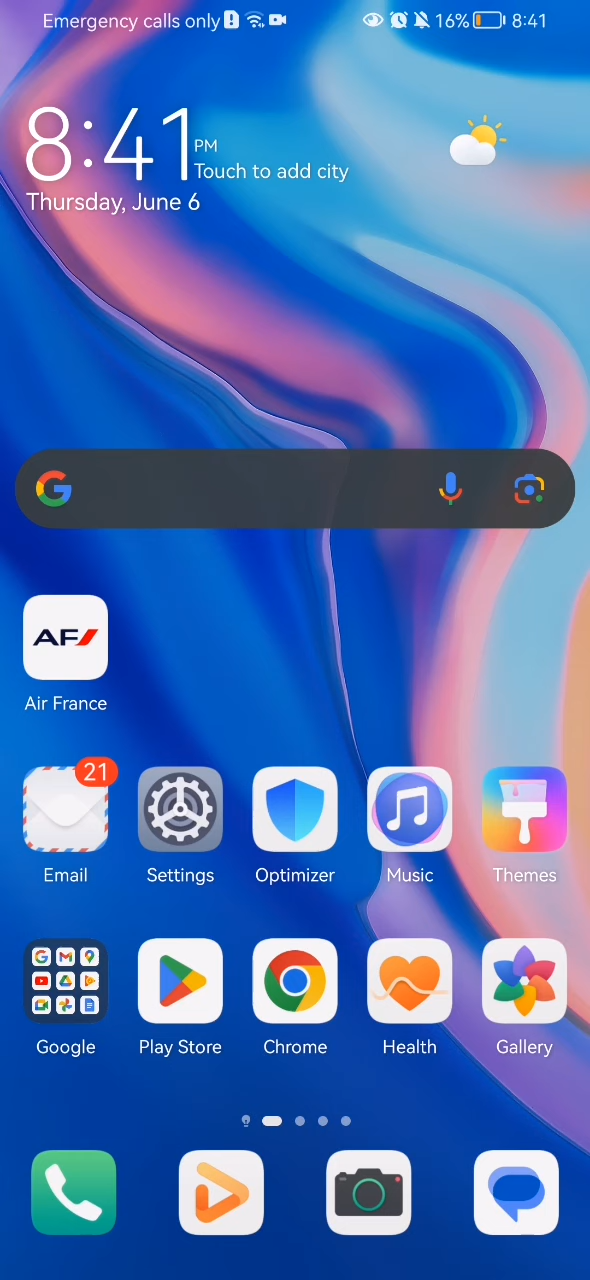 Emergency calls only 16% 8:41
8:41 PM
Touch to add city
Thursday, June 6
AF
Air France
21
Email Settings Optimizer Music Themes
Google Play Store Chrome Health Gallery